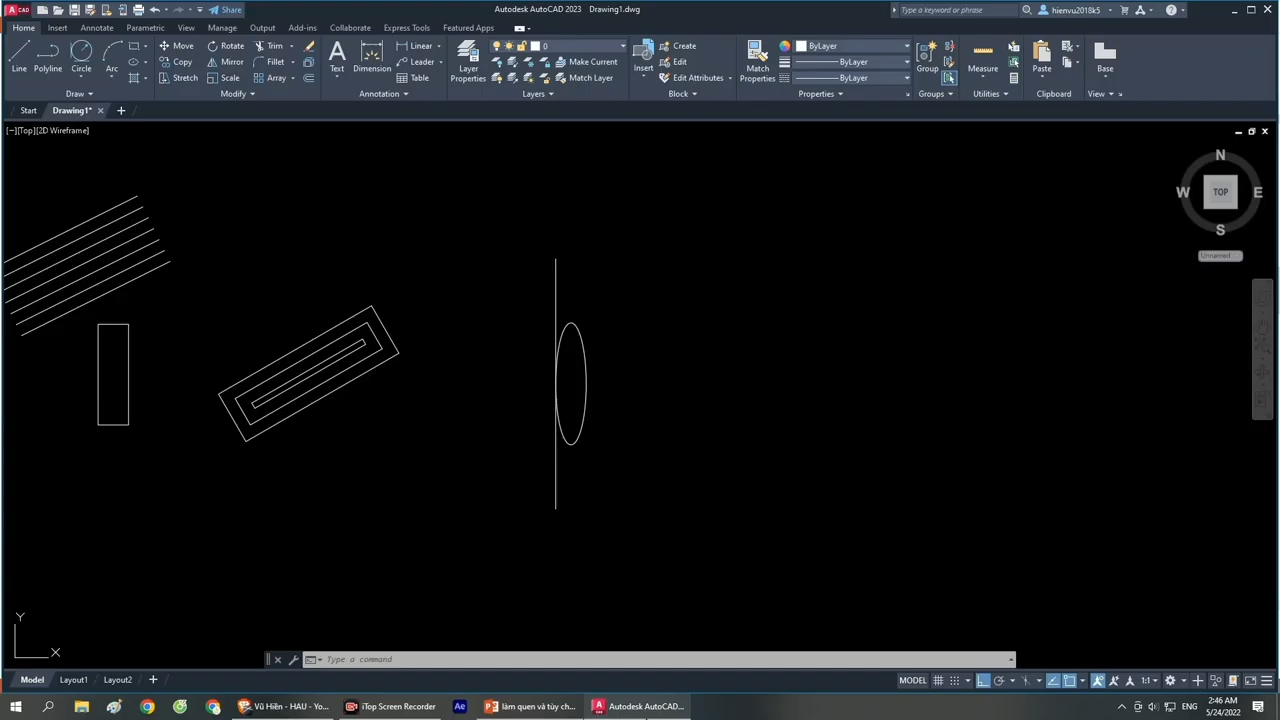 A CAD
Share
Autodesk AutoCAD 2023 Drawing1.dwg
Type a keyword or phrase
hienvu2018k5
Home Insert Annotate Parametric View Manage Output Add-ins Collaborate Express Tools Featured Apps
Line Polyline Circle Arc
Move Rotate Trim
Copy Mirror Fillet
Stretch Scale Array
Text Dimension
Linear
Leader
Table
Layer
Properties
0
Make Current
Match Layer
Insert
Create
Edit
Edit Attributes
Match
Properties
ByLayer
ByLayer
ByLayer
Group
Measure
Paste
Base
Draw Modify Annotation Layers Block Properties Groups Utilities Clipboard View
Start Drawing1*
[−][Top][2D Wireframe]
N
W TOP E
S
Unnamed
Y
X
Type a command
Model Layout1 Layout2
MODEL 1:1
Vũ Hiền - HAU - Yo... iTop Screen Recorder Ae làm quen và tùy ch... Autodesk AutoCAD...
ENG
2:46 AM
5/24/2022